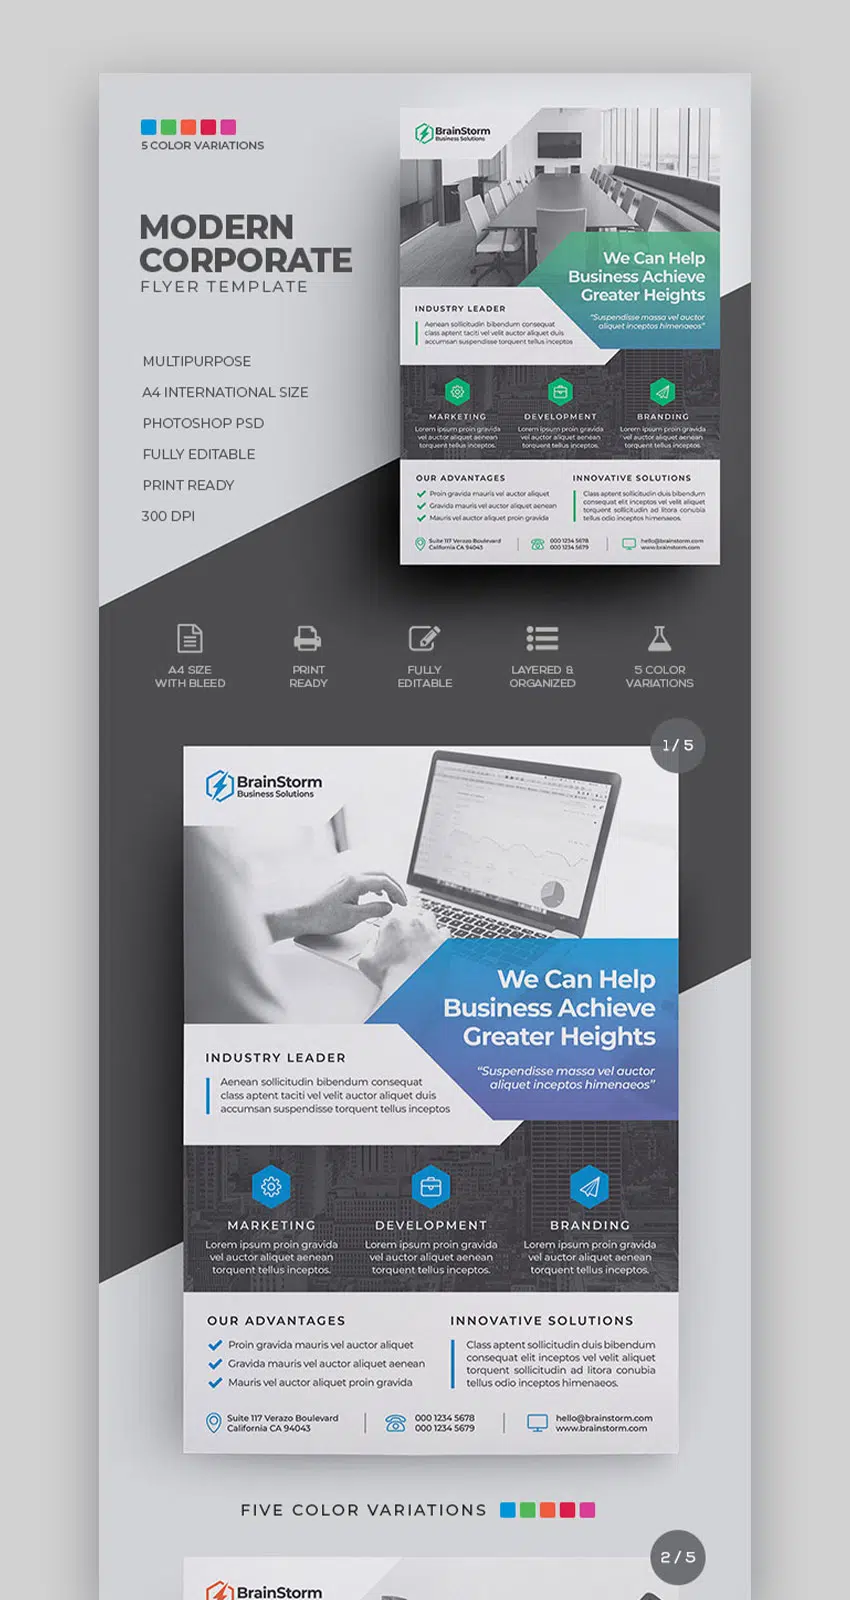 5 COLOR VARIATIONS
MODERN
CORPORATE
FLYER TEMPLATE
MULTIPURPOSE
A4 INTERNATIONAL SIZE
PHOTOSHOP PSD
FULLY EDITABLE
PRINT READY
300 DPI
BrainStorm
Business Solutions
We Can Help
Business Achieve
Greater Heights
"Suspendisse massa vel auctor
aliquet inceptos himenaeos"
INDUSTRY LEADER
Aenean sollicitudin bibendum consequat
class aptent taciti vel velit auctor aliquet duis
accumsan suspendisse torquent tellus inceptos
MARKETING
Lorem ipsum proin gravida
vel auctor aliquet aenean
torquent tellus inceptos.
DEVELOPMENT
Lorem ipsum proin gravida
vel auctor aliquet aenean
torquent tellus inceptos.
BRANDING
Lorem ipsum proin gravida
vel auctor aliquet aenean
torquent tellus inceptos.
OUR ADVANTAGES
Proin gravida mauris vel auctor aliquet
Gravida mauris vel auctor aliquet aenean
Mauris vel auctor aliquet proin gravida
INNOVATIVE SOLUTIONS
Class aptent sollicitudin duis bibendum
consequat elit inceptos vel velit aliquet
torquent sollicitudin ad litora conubia
tellus odio inceptos himenaeos.
Suite 117 Verazo Boulevard
California CA 94043
000 1234 5678
000 1234 5679
hello@brainstorm.com
www.brainstorm.com
A4 SIZE
WITH BLEED
PRINT
READY
FULLY
EDITABLE
LAYERED &
ORGANIZED
5 COLOR
VARIATIONS
1/5
BrainStorm
Business Solutions
We Can Help
Business Achieve
Greater Heights
"Suspendisse massa vel auctor
aliquet inceptos himenaeos"
INDUSTRY LEADER
Aenean sollicitudin bibendum consequat
class aptent taciti vel velit auctor aliquet duis
accumsan suspendisse torquent tellus inceptos
MARKETING
Lorem ipsum proin gravida
vel auctor aliquet aenean
torquent tellus inceptos.
DEVELOPMENT
Lorem ipsum proin gravida
vel auctor aliquet aenean
torquent tellus inceptos.
BRANDING
Lorem ipsum proin gravida
vel auctor aliquet aenean
torquent tellus inceptos.
OUR ADVANTAGES
Proin gravida mauris vel auctor aliquet
Gravida mauris vel auctor aliquet aenean
Mauris vel auctor aliquet proin gravida
INNOVATIVE SOLUTIONS
Class aptent sollicitudin duis bibendum
consequat elit inceptos vel velit aliquet
torquent sollicitudin ad litora conubia
tellus odio inceptos himenaeos.
Suite 117 Verazo Boulevard
California CA 94043
000 1234 5678
000 1234 5679
hello@brainstorm.com
www.brainstorm.com
FIVE COLOR VARIATIONS
2/5
BrainStorm